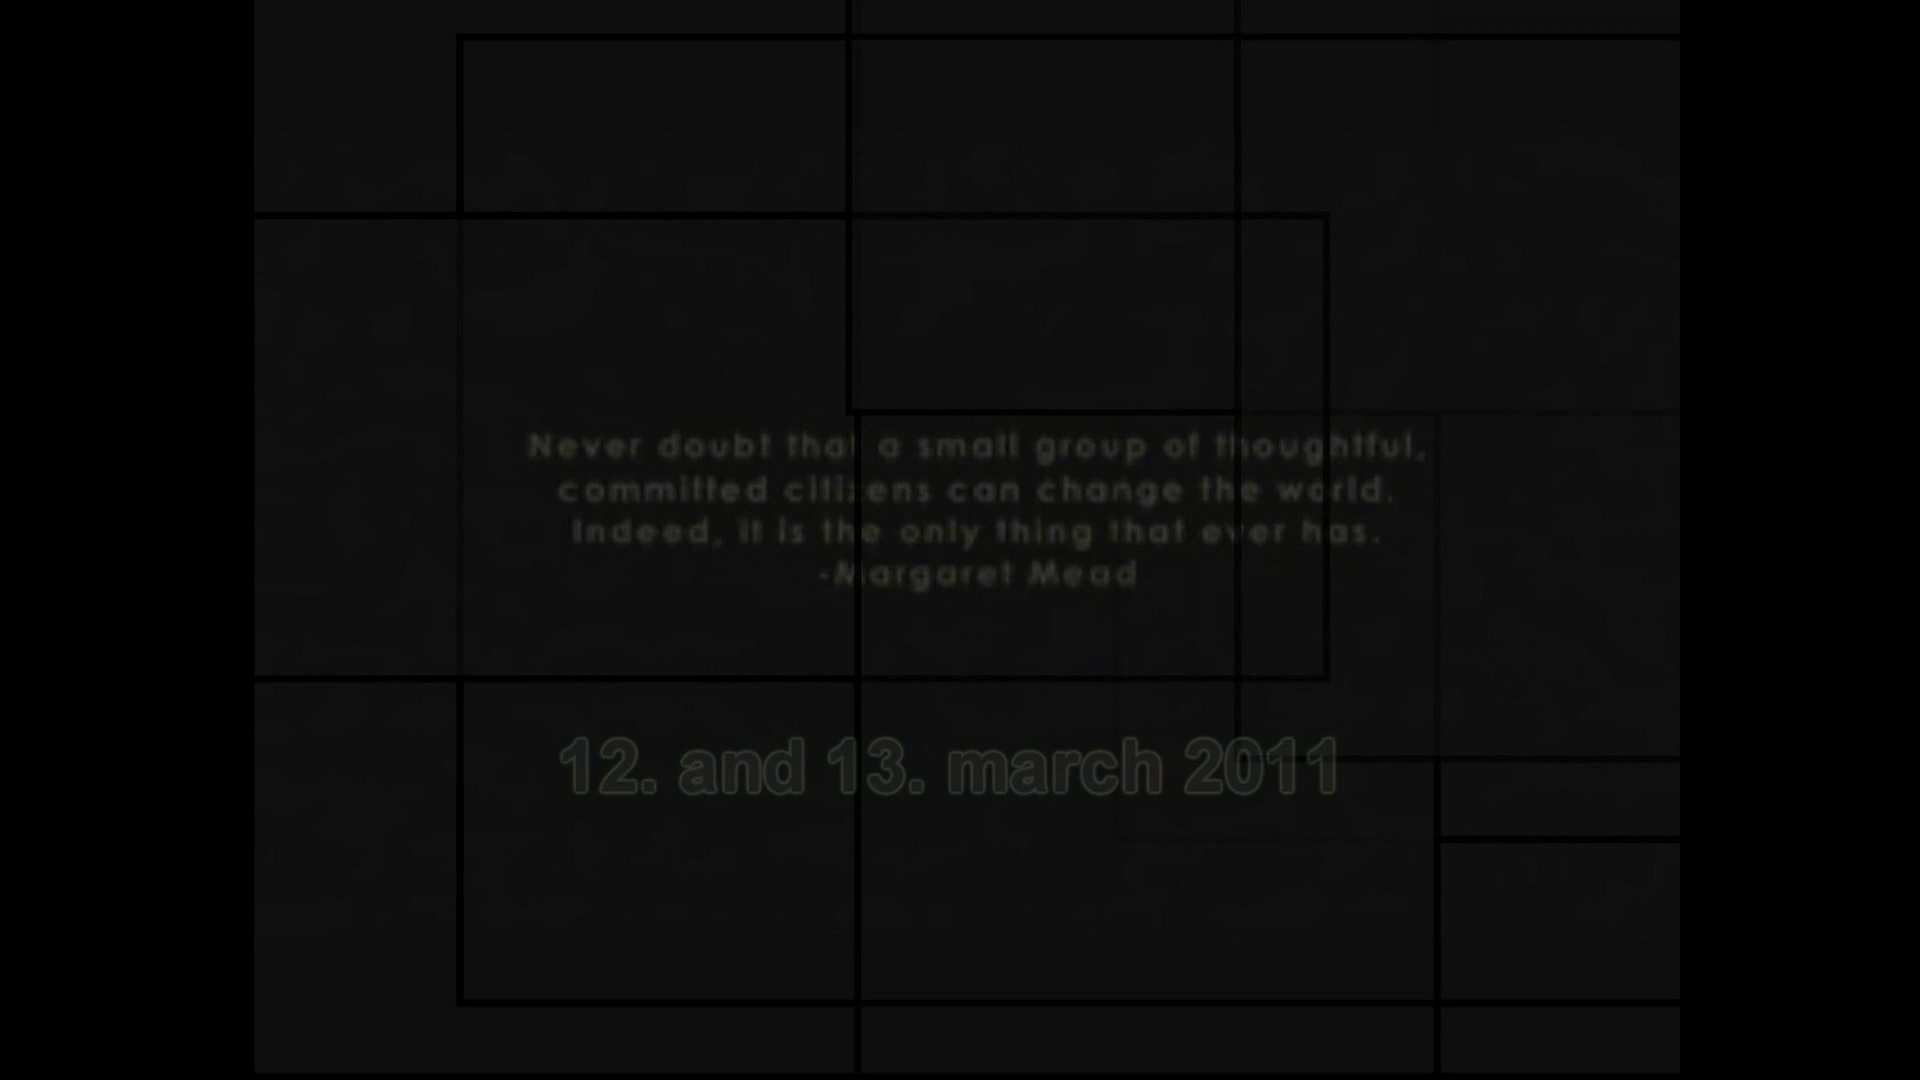 Never doubt that a small group of thoughtful,
committed citizens can change the world.
Indeed, it is the only thing that ever has.
-Margaret Mead
12. and 13. march 2011